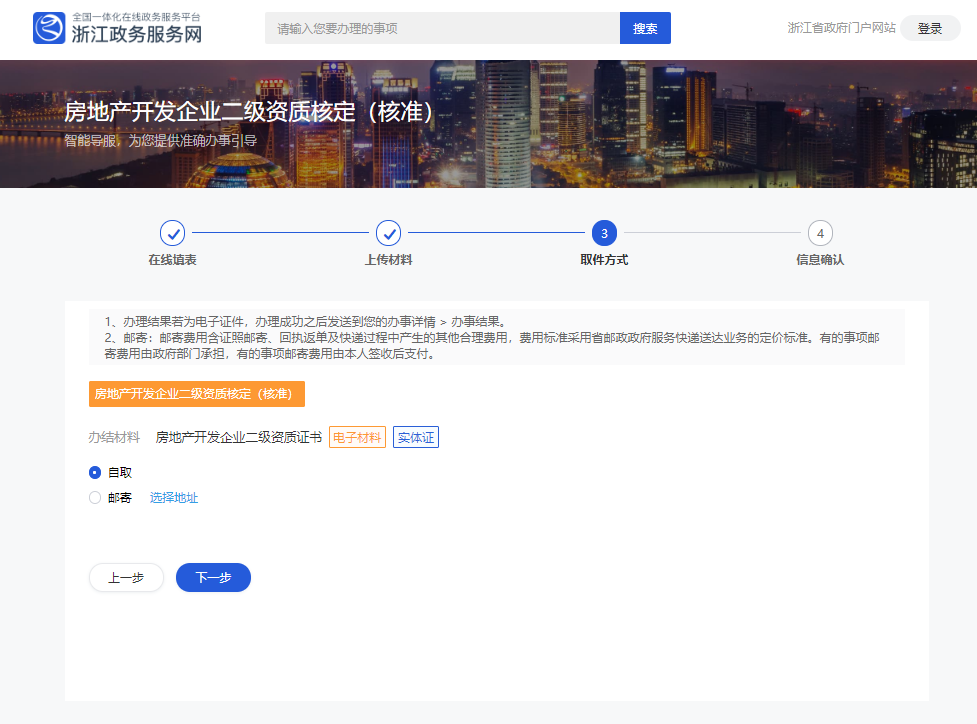 全国一体化在线政务服务平台
浙江政务服务网
请输入您要办理的事项
搜索
浙江省政府门户网站
登录
房地产开发企业二级资质核定（核准）
智能导服，为您提供准确办事引导
3
4
在线填表
上传材料
取件方式
信息确认
1、办理结果若为电子证件，办理成功之后发送到您的办事详情 > 办事结果。
2、邮寄：邮寄费用含证照邮寄、回执返单及快递过程中产生的其他合理费用，费用标准采用省邮政政府服务快递送达业务的定价标准。有的事项邮
寄费用由政府部门承担，有的事项邮寄费用由本人签收后支付。
房地产开发企业二级资质核定（核准）
办结材料 房地产开发企业二级资质证书 电子材料 实体证
自取
邮寄 选择地址
上一步
下一步